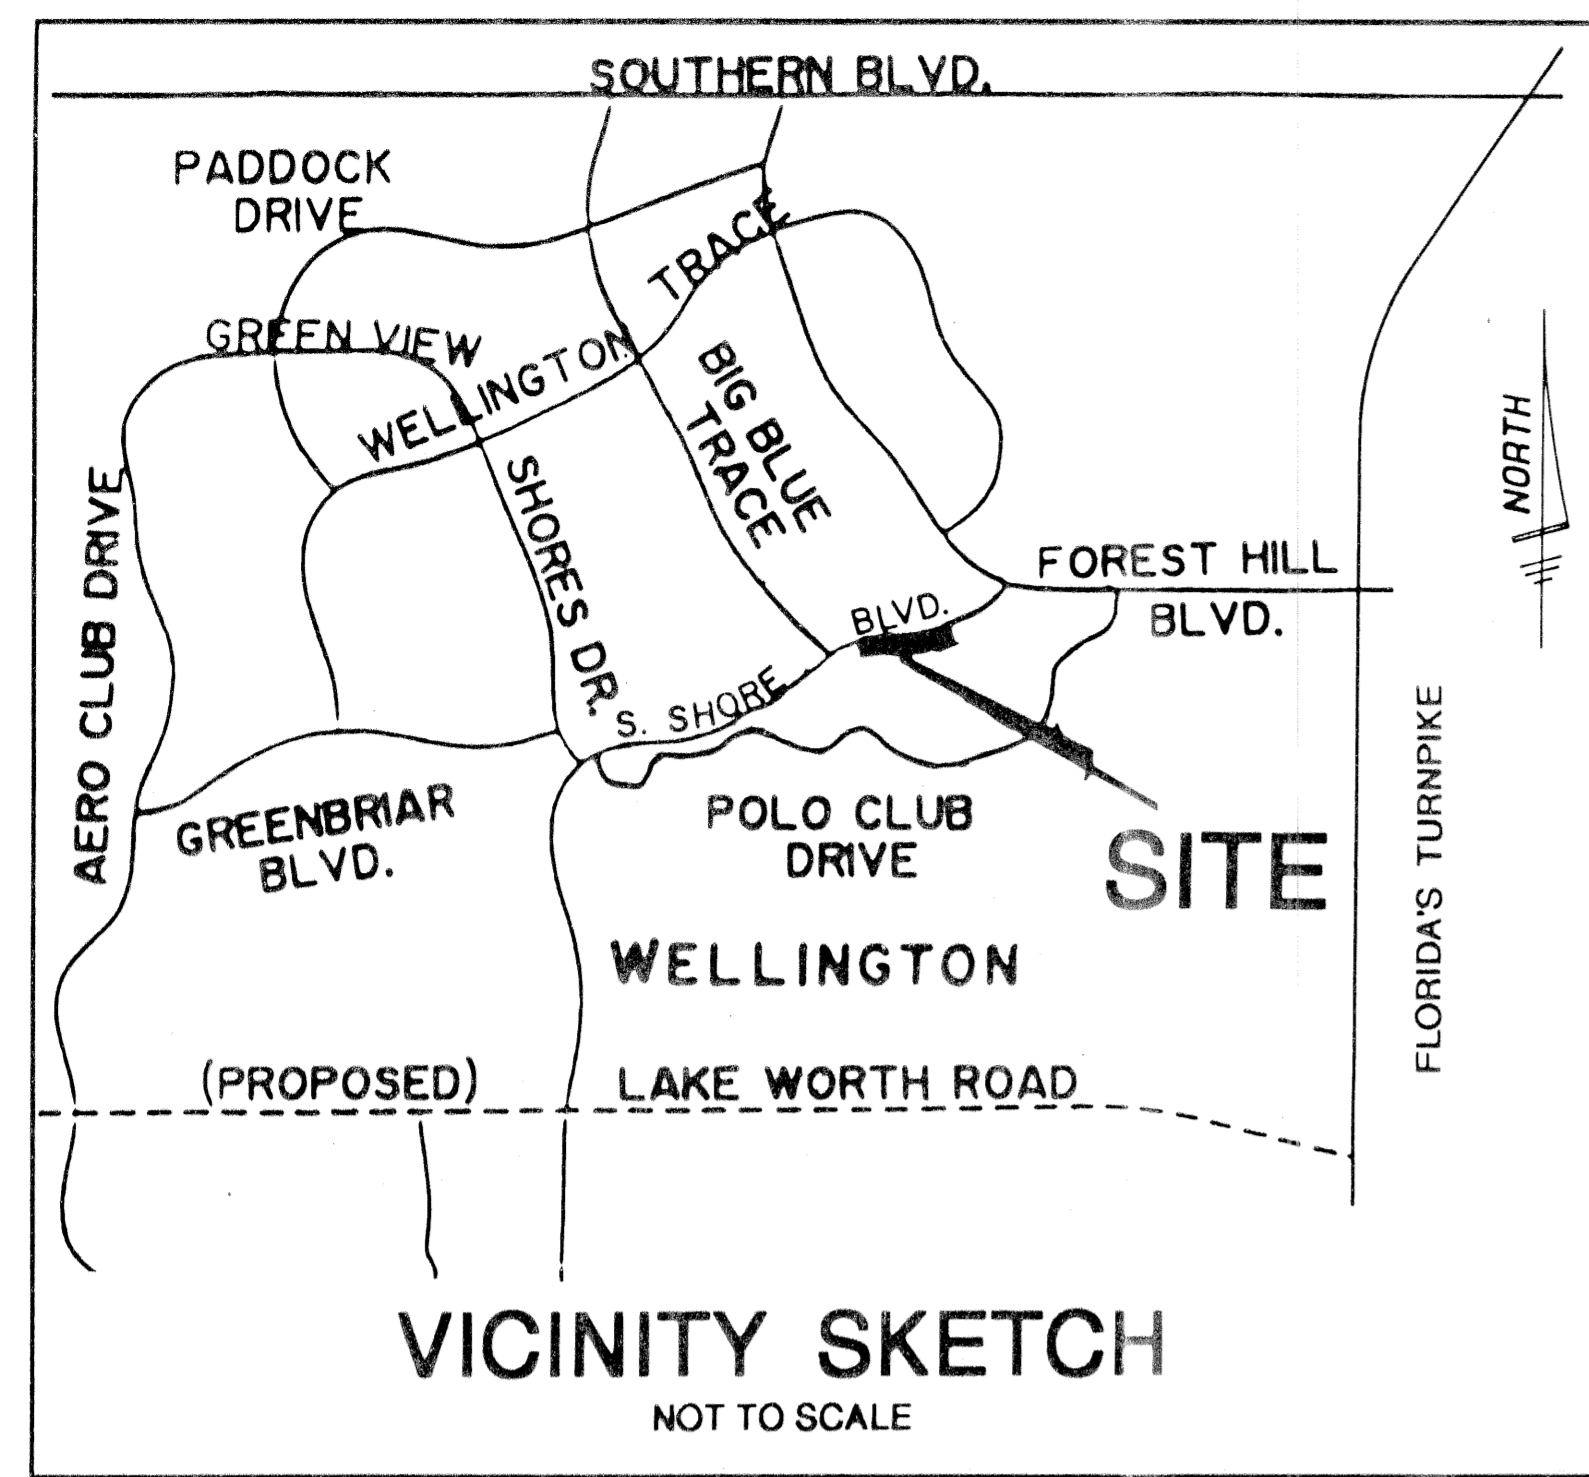 SOUTHERN BLVD.
PADDOCK
DRIVE
GREEN VIEW
WELLINGTON TRACE
BIG BLUE
TRACE
SHORES DR.
AERO CLUB DRIVE
FOREST HILL
BLVD.
NORTH
S. SHORE BLVD.
GREENBRIAR
BLVD.
POLO CLUB
DRIVE
SITE
FLORIDA'S TURNPIKE
WELLINGTON
(PROPOSED) LAKE WORTH ROAD
VICINITY SKETCH
NOT TO SCALE